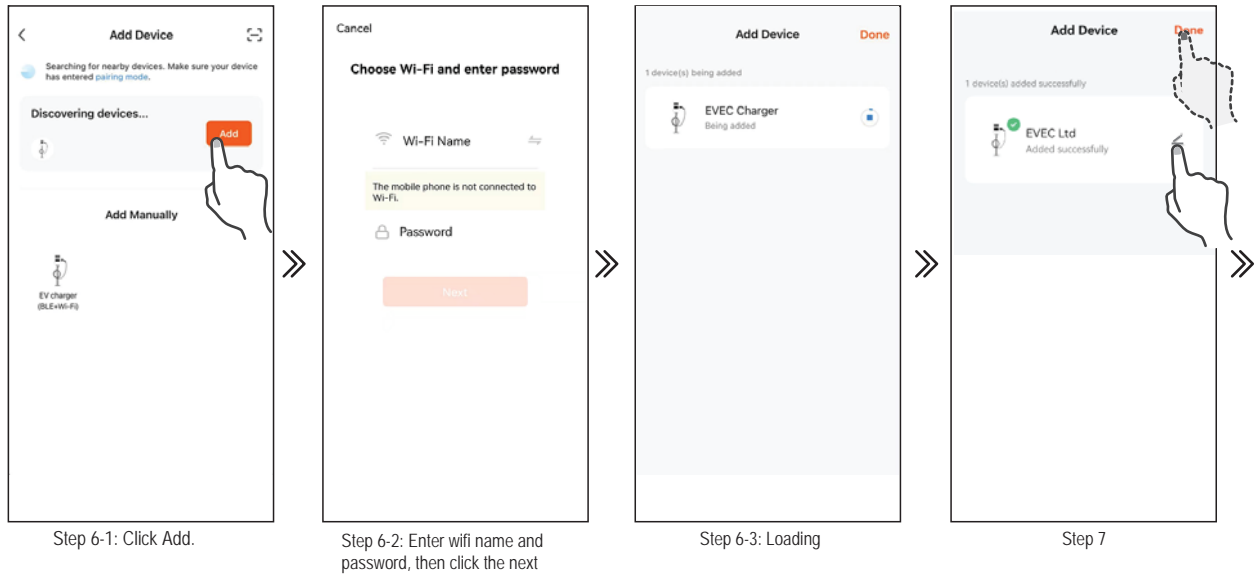 Add Device
Searching for nearby devices. Make sure your device
has entered pairing mode.
Discovering devices...
Add
Add Manually
EV charger
(BLE+Wi-Fi)
Step 6-1: Click Add.
Cancel
Choose Wi-Fi and enter password
Wi-Fi Name
The mobile phone is not connected to
Wi-Fi.
Password
Next
Step 6-2: Enter wifi name and
password, then click the next
Add Device
Done
1 device(s) being added
EVEC Charger
Being added
Step 6-3: Loading
Add Device
Done
1 device(s) added successfully
EVEC Ltd
Added successfully
Step 7